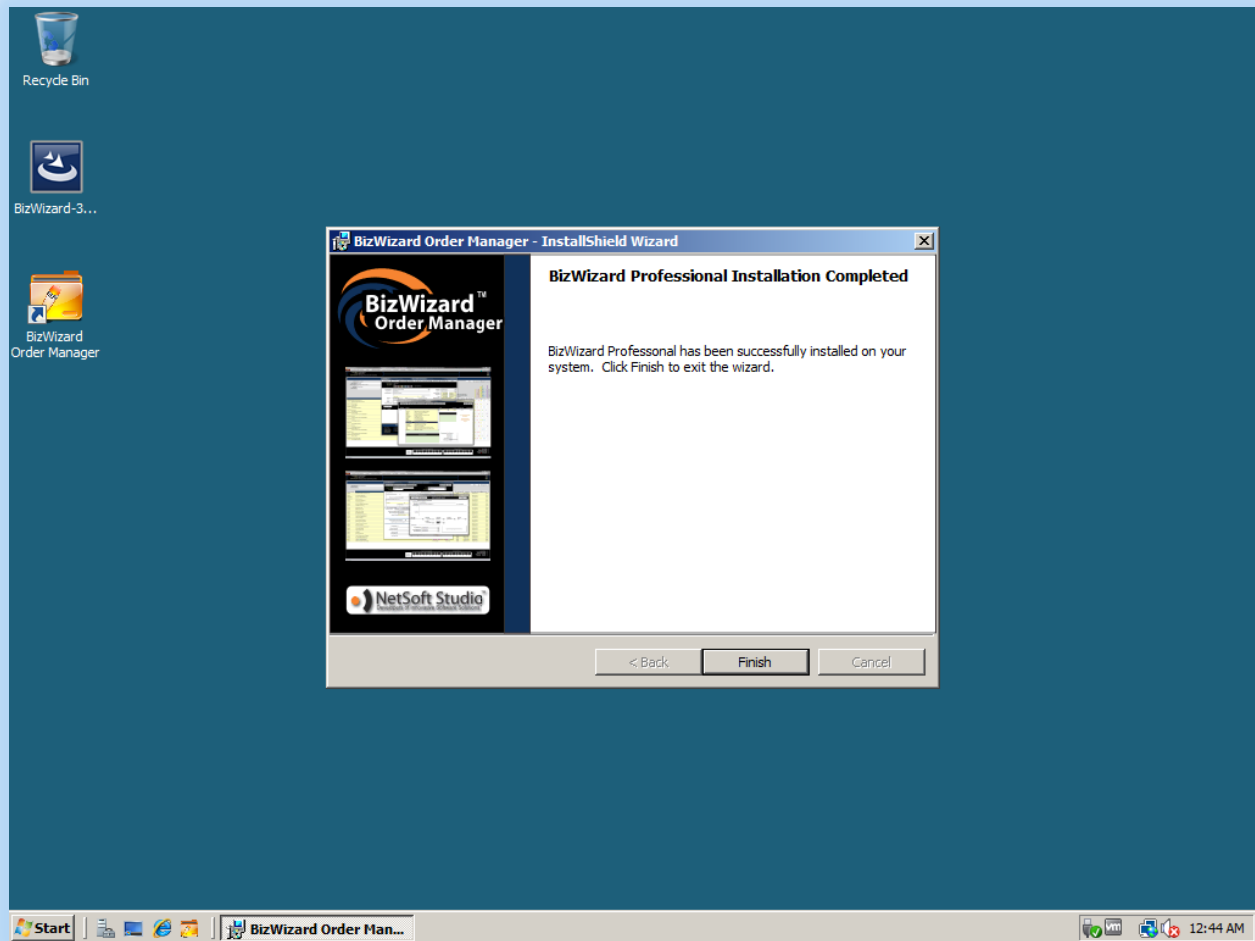 Recycle Bin
BizWizard-3...
BizWizard
Order Manager
BizWizard Order Manager - InstallShield Wizard
BizWizard™
Order Manager
NetSoft Studio
BizWizard Professional Installation Completed
BizWizard Professonal has been successfully installed on your
system. Click Finish to exit the wizard.
< Back
Finish
Cancel
Start
BizWizard Order Man...
vm
12:44 AM